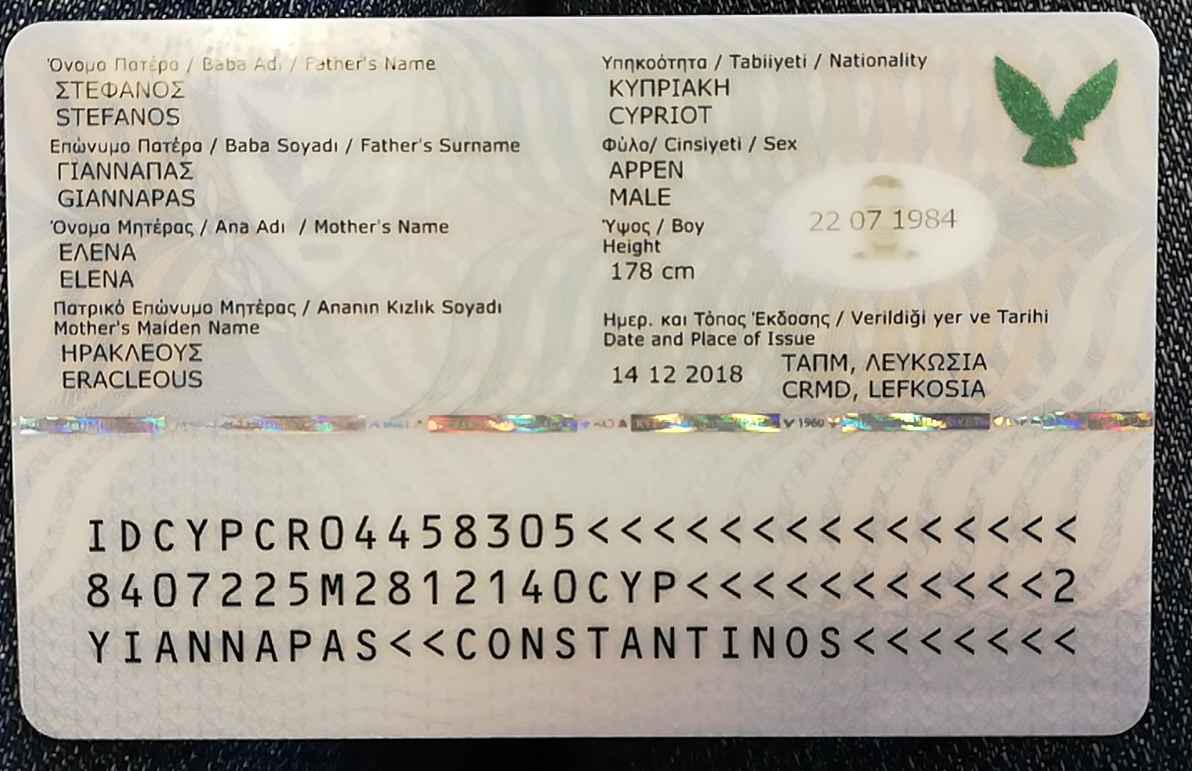 Όνομα Πατέρα / Baba Adı / Father's Name
ΣΤΕΦΑΝΟΣ
STEFANOS
Επώνυμο Πατέρα / Baba Soyadı / Father's Surname
ΓΙΑΝΝΑΠΑΣ
GIANNAPAS
Όνομα Μητέρας / Ana Adı / Mother's Name
ΕΛΕΝΑ
ELENA
Πατρικό Επώνυμο Μητέρας / Ananın Kızlık Soyadı
Mother's Maiden Name
ΗΡΑΚΛΕΟΥΣ
ERACLEOUS
Υπηκοότητα / Tabiiyeti / Nationality
ΚΥΠΡΙΑΚΗ
CYPRIOT
Φύλο/ Cinsiyeti / Sex
ΑΡΡΕΝ
MALE
Ύψος / Boy
Height
178 cm
22 07 1984
Ημερ. και Τόπος Έκδοσης / Verildiği yer ve Tarihi
Date and Place of Issue
14 12 2018
ΤΑΠΜ, ΛΕΥΚΩΣΙΑ
CRMD, LEFKOSIA
1960
IDCYPCR04458305<<<<<<<<<<<<<<<
8407225M2812140CYP<<<<<<<<<<<2
YIANNAPAS<<CONSTANTINOS<<<<<<<